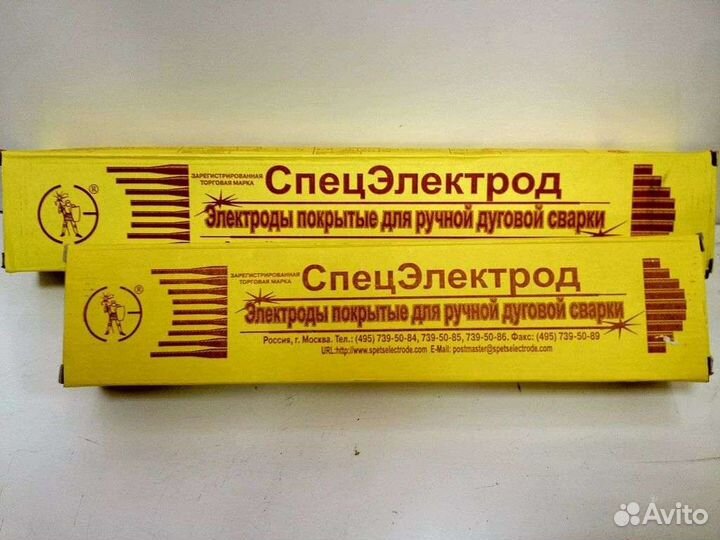 ®
ЗАРЕГИСТРИРОВАННАЯ
ТОРГОВАЯ МАРКА
СпецЭлектрод
Электроды покрытые для ручной дуговой сварки
®
ЗАРЕГИСТРИРОВАННАЯ
ТОРГОВАЯ МАРКА
СпецЭлектрод
Электроды покрытые для ручной дуговой сварки
Россия, г. Москва. Тел.: (495) 739-50-84, 739-50-85, 739-50-86. Факс: (495) 739-50-89
URL:http://www.spetselectrode.com E-Mail: postmaster@spetselectrode.com
Avito